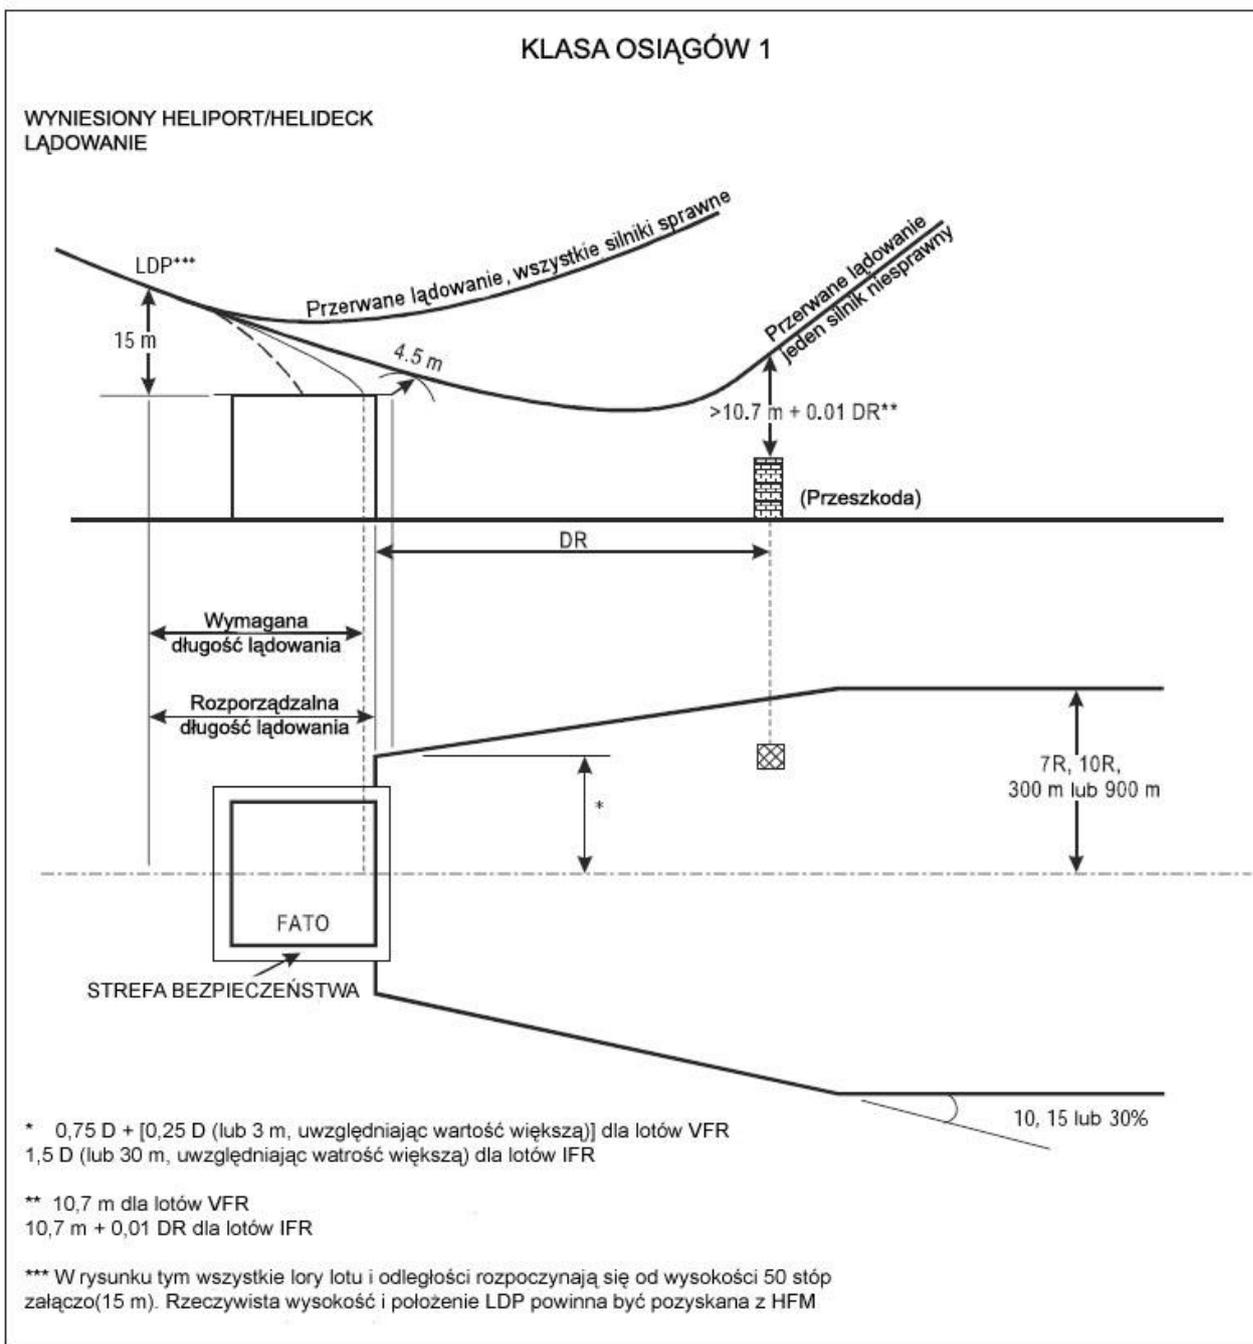 KLASA OSIĄGÓW 1
WYNIESIONY HELIPORT/HELIDECK
LĄDOWANIE
LDP***
Przerwane lądowanie, wszystkie silniki sprawne
Przerwane lądowanie
jeden silnik niesprawny
15 m
4.5 m
>10.7 m + 0.01 DR**
(Przeszkoda)
DR
Wymagana
długość lądowania
Rozporządzalna
długość lądowania
7R, 10R,
300 m lub 900 m
*
FATO
STREFA BEZPIECZEŃSTWA
10, 15 lub 30%
* 0,75 D + [0,25 D (lub 3 m, uwzględniając wartość większą)] dla lotów VFR
1,5 D (lub 30 m, uwzględniając watrość większą) dla lotów IFR
** 10,7 m dla lotów VFR
10,7 m + 0,01 DR dla lotów IFR
*** W rysunku tym wszystkie lory lotu i odległości rozpoczynają się od wysokości 50 stóp
załączo(15 m). Rzeczywista wysokość i położenie LDP powinna być pozyskana z HFM